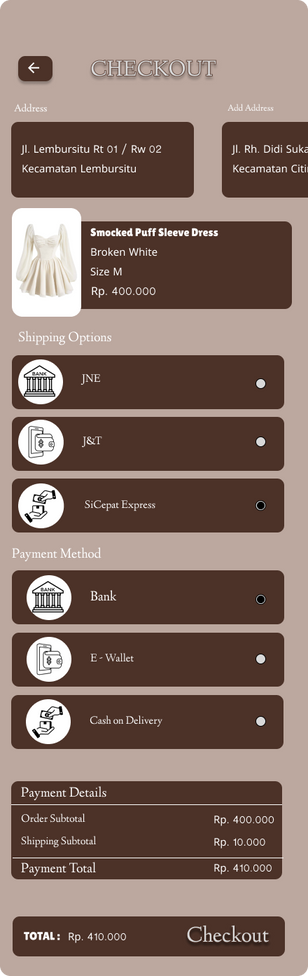 CHECKOUT
Address
Add Address
Jl. Lembursitu Rt 01 / Rw 02
Kecamatan Lembursitu
Jl. Rh. Didi Suka
Kecamatan Citi
Smocked Puff Sleeve Dress
Broken White
Size M
Rp. 400.000
Shipping Options
BANK
JNE
J&T
SiCepat Express
Payment Method
BANK
Bank
E - Wallet
Cash on Delivery
Payment Details
Order Subtotal Rp. 400.000
Shipping Subtotal Rp. 10.000
Payment Total Rp. 410.000
TOTAL : Rp. 410.000 Checkout